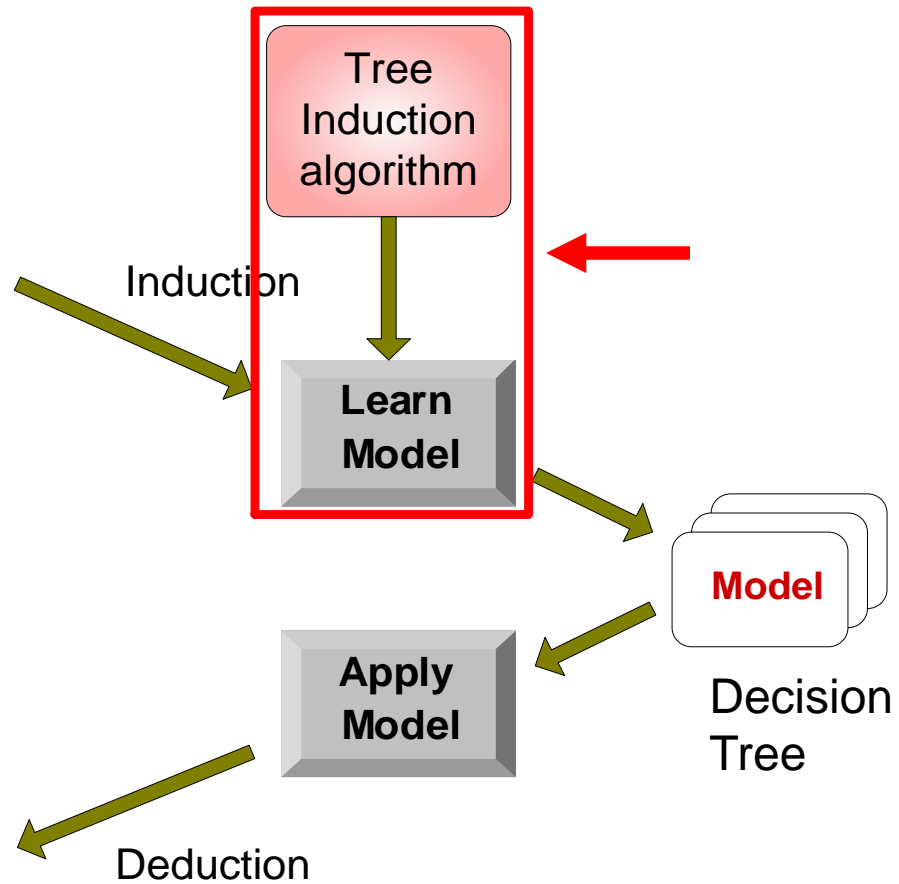 Tree
Induction
algorithm
Induction
Learn
Model
Model
Apply
Model
Decision
Tree
Deduction